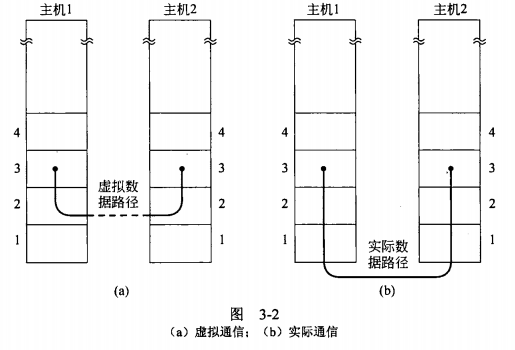 主机1 主机2 主机1 主机2
4 4 4 4
3 3 3 3
虚拟数
据路径
2 2 2 2
1 1 1 1
实际数
据路径
(a) (b)
图 3-2
（a）虚拟通信；（b）实际通信